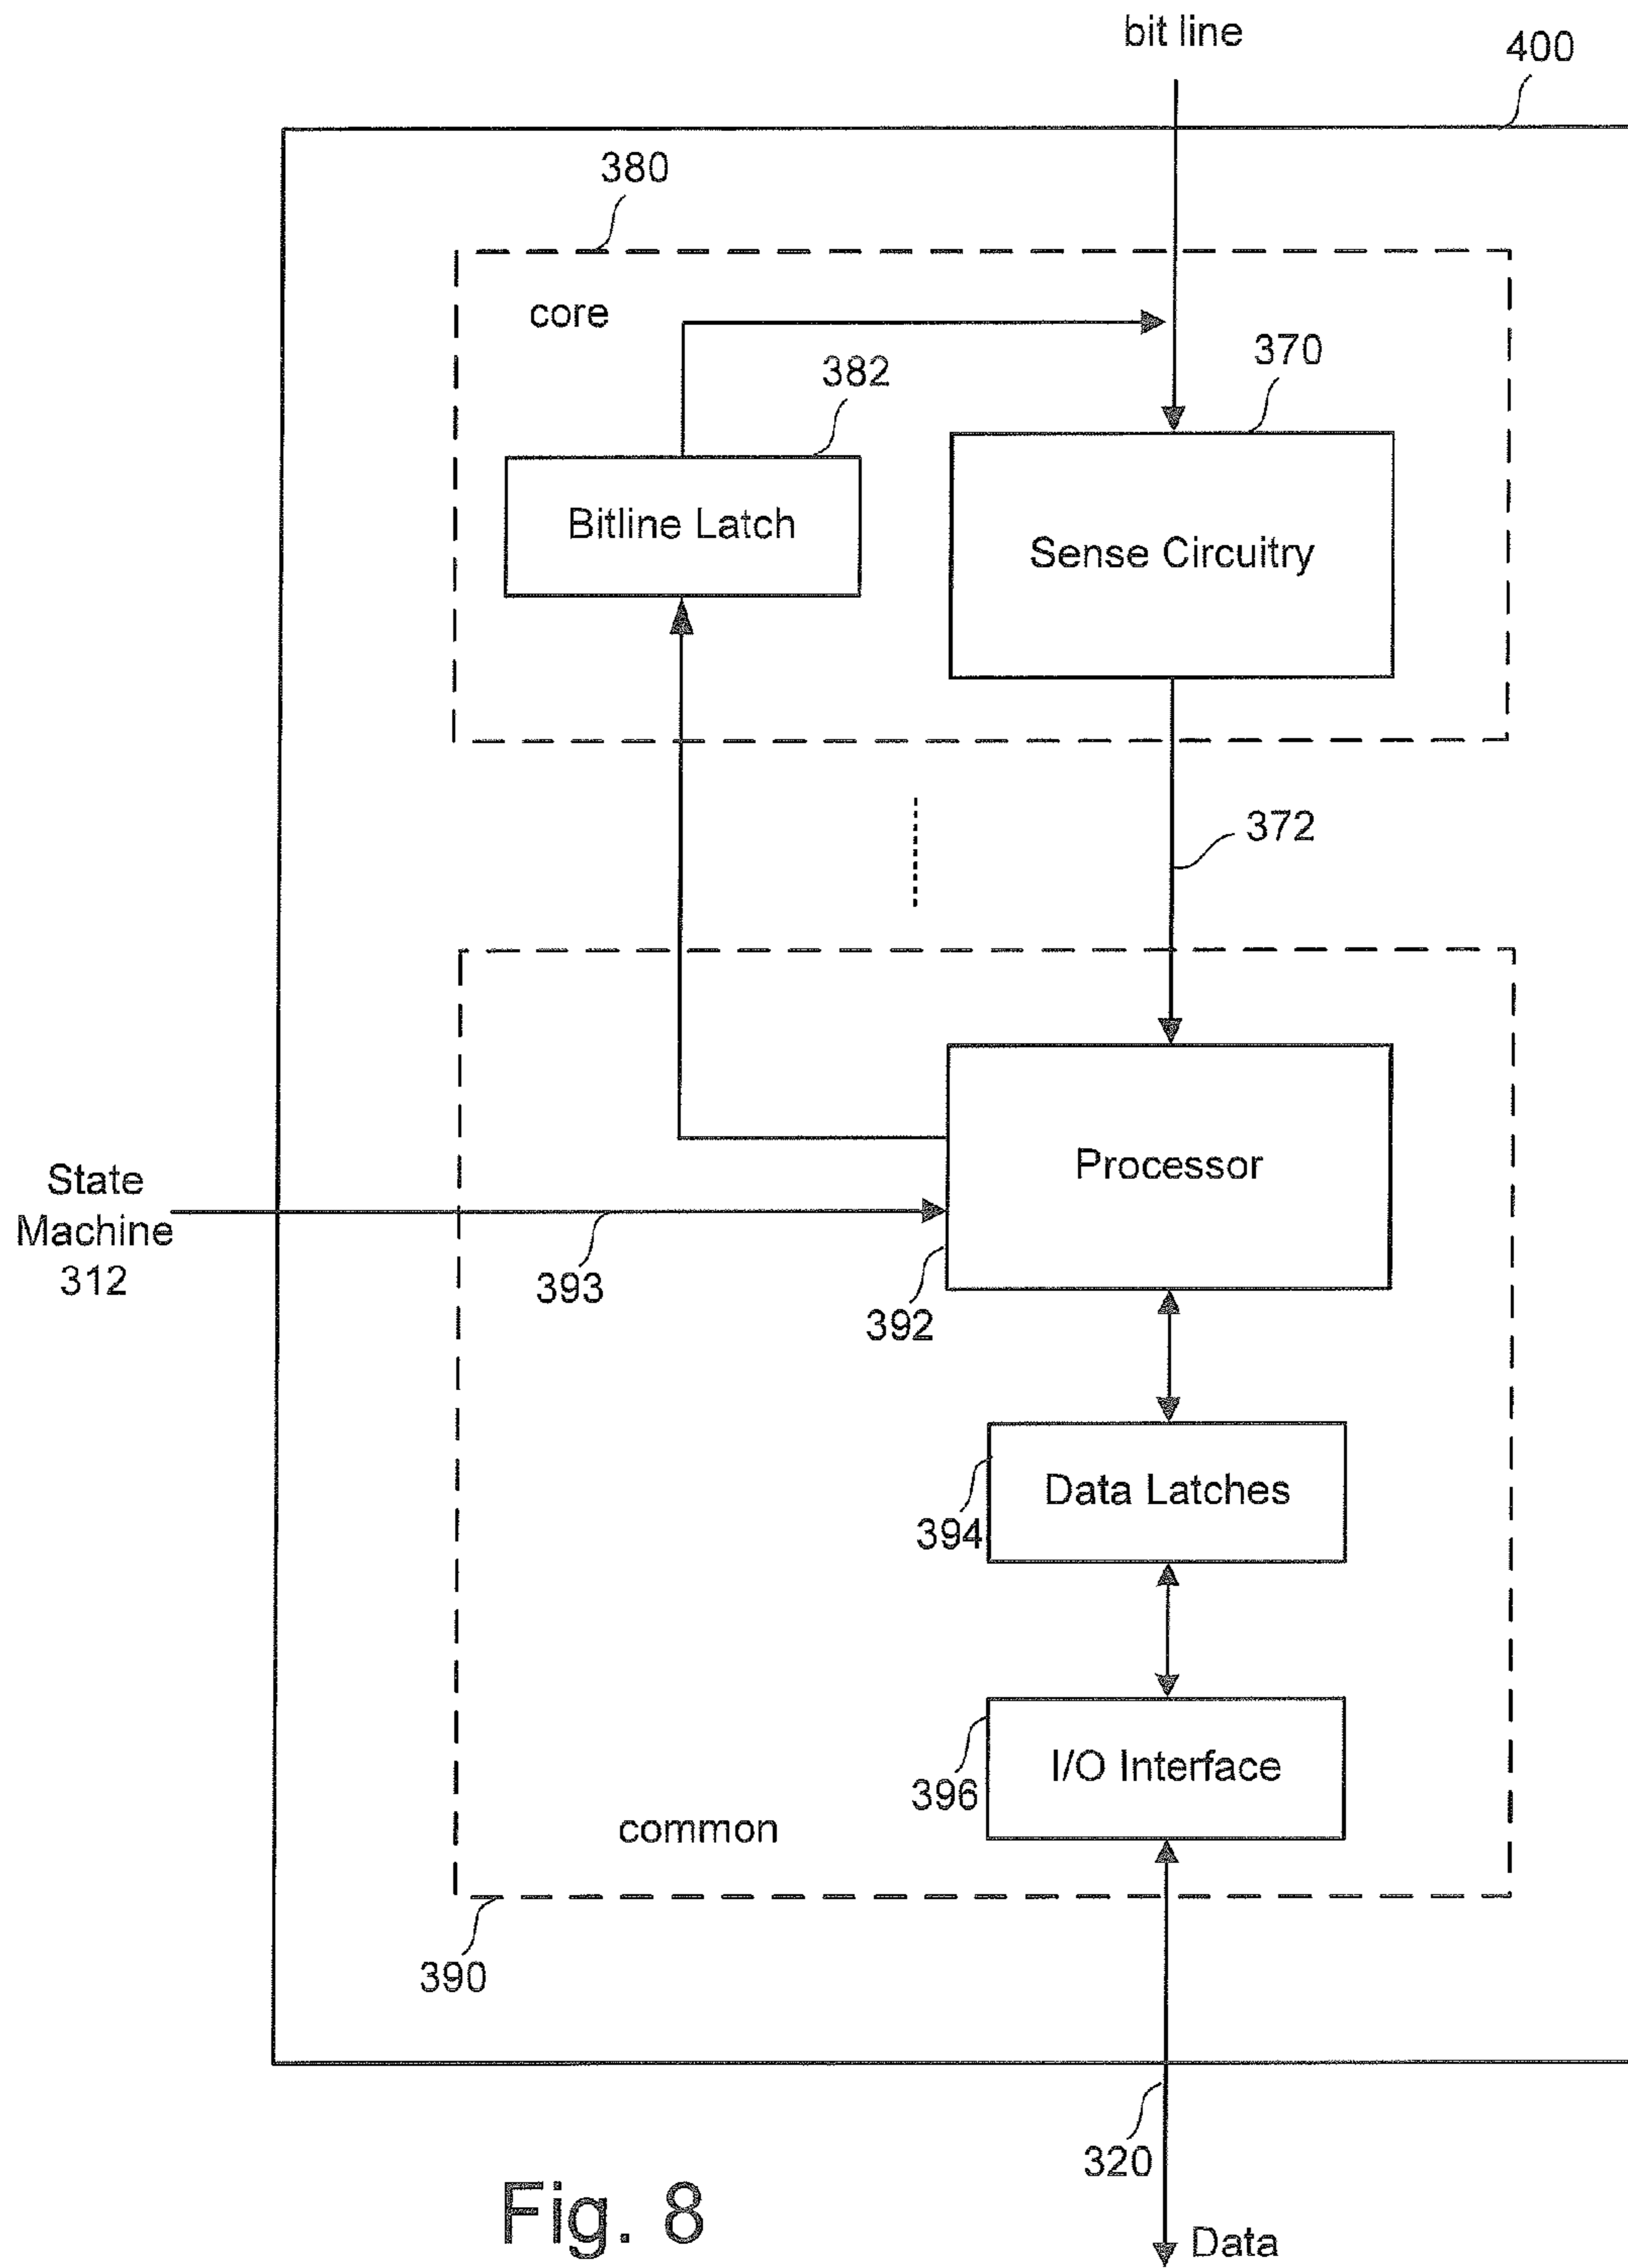 bit line
400
380
core
370
382
Bitline Latch
Sense Circuitry
372
Processor
State
Machine
312
393
392
Data Latches
394
I/O Interface
396
common
390
320
Data
Fig. 8